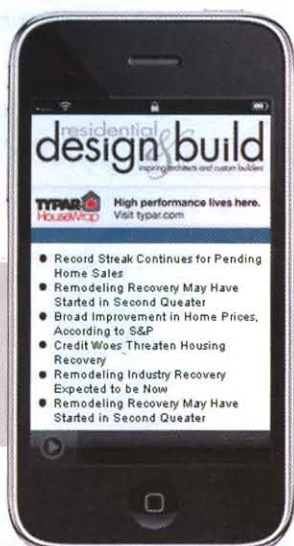 residential
design & build
inspiring architects and custom builders
TYPAR
HouseWrap
High performance lives here.
Visit typar.com
● Record Streak Continues for Pending
Home Sales
● Remodeling Recovery May Have
Started in Second Queater
● Broad Improvement in Home Prices,
According to S&P
● Credit Woes Threaten Housing
Recovery
● Remodeling Industry Recovery
Expected to be Now
● Remodeling Recovery May Have
Started in Second Queater